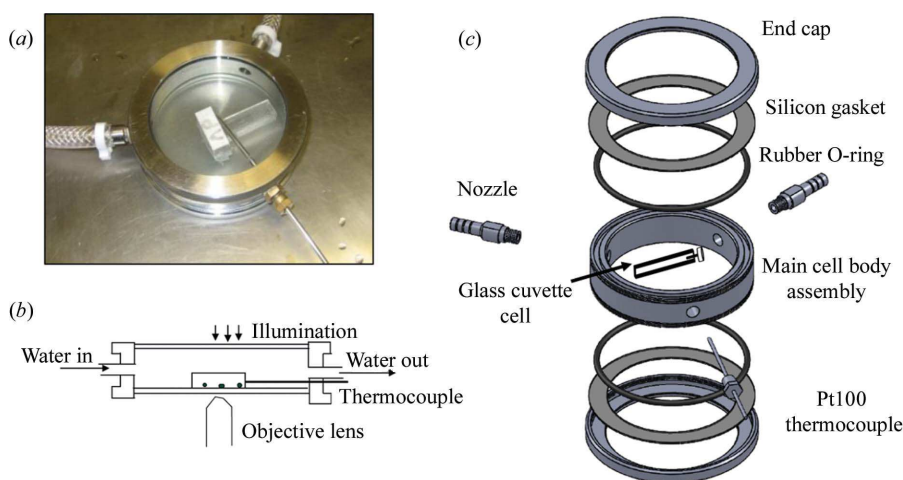 (a)
(b)
Illumination
Water in
Water out
Thermocouple
Objective lens
(c)
End cap
Silicon gasket
Rubber O-ring
Nozzle
Glass cuvette
cell
Main cell body
assembly
Pt100
thermocouple